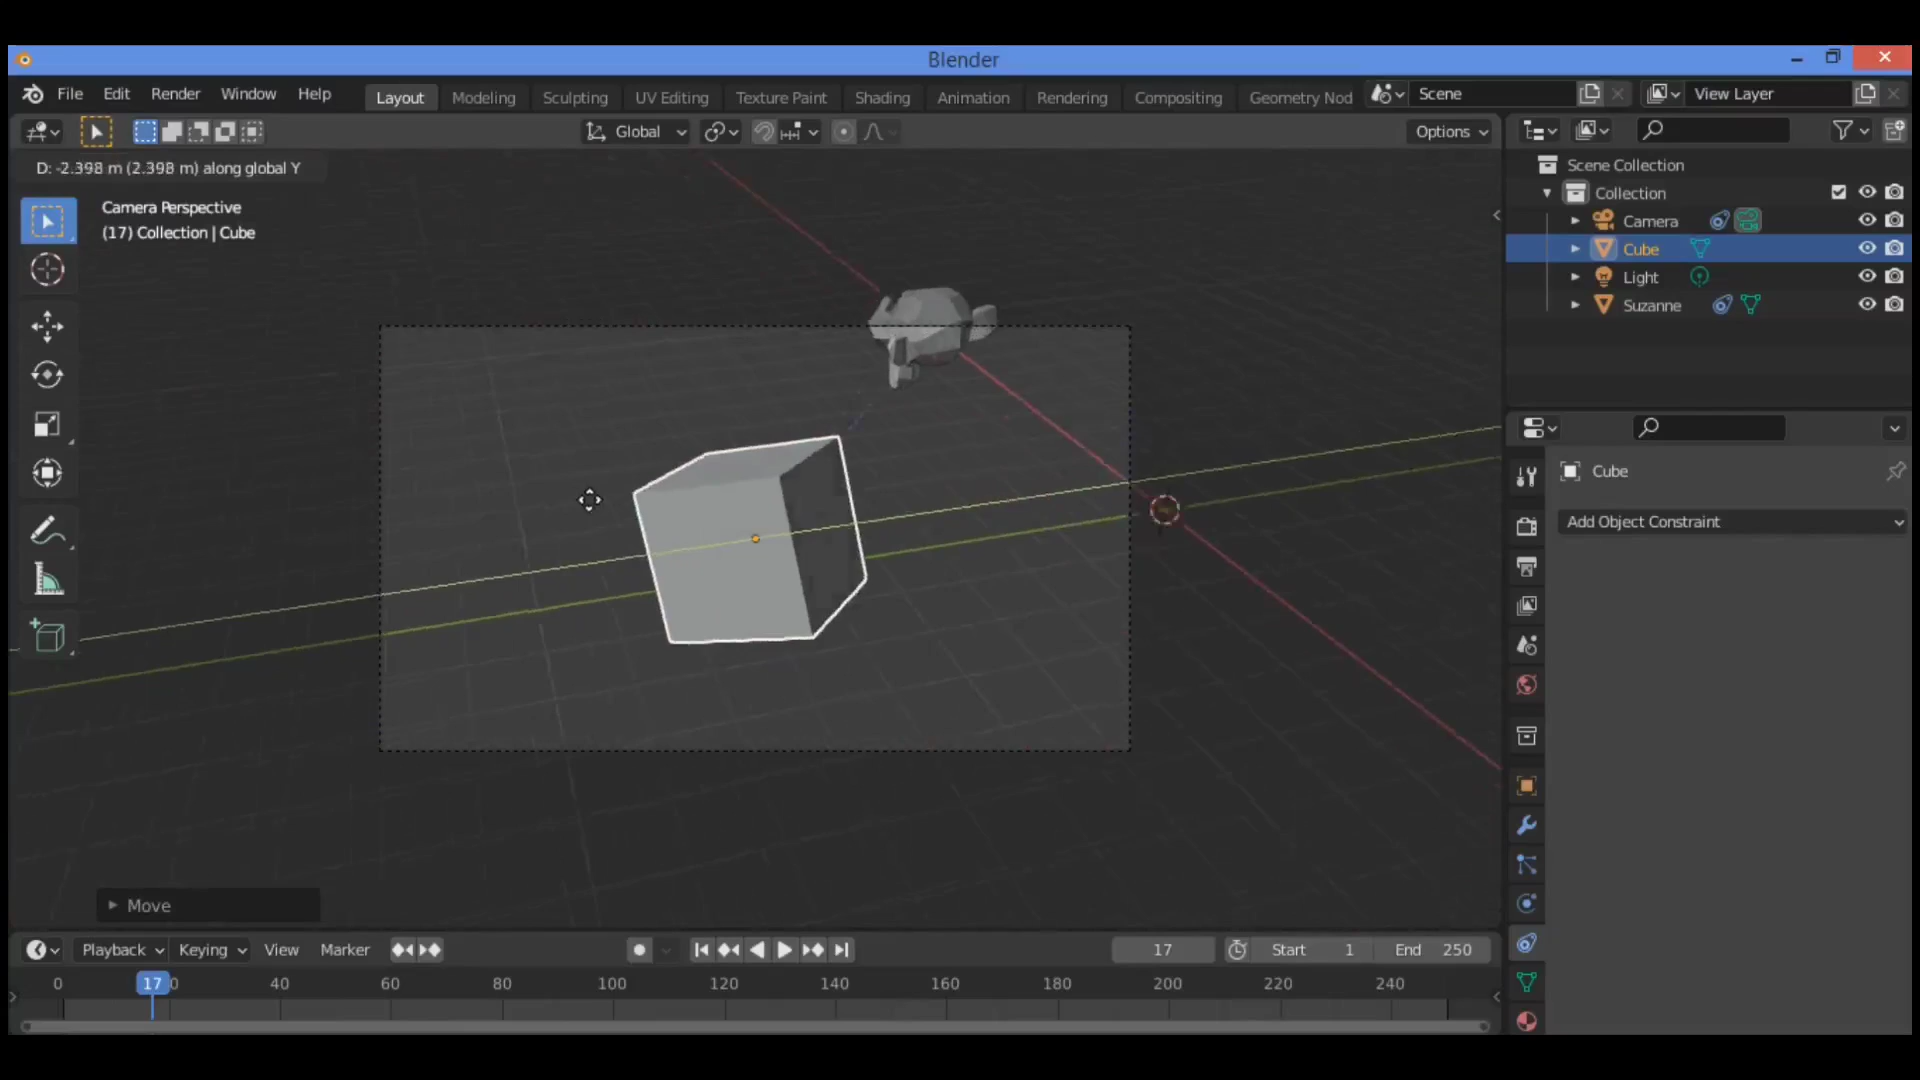 Blender
File Edit Render Window Help Layout Modeling Sculpting UV Editing Texture Paint Shading Animation Rendering Compositing Geometry Nod Scene View Layer
Global Options
D: -2.398 m (2.398 m) along global Y
Camera Perspective
(17) Collection | Cube
Scene Collection
Collection
Camera
Cube
Light
Suzanne
Cube
Add Object Constraint
Move
Playback Keying View Marker 17 Start 1 End 250
0 17 0 40 60 80 100 120 140 160 180 200 220 240